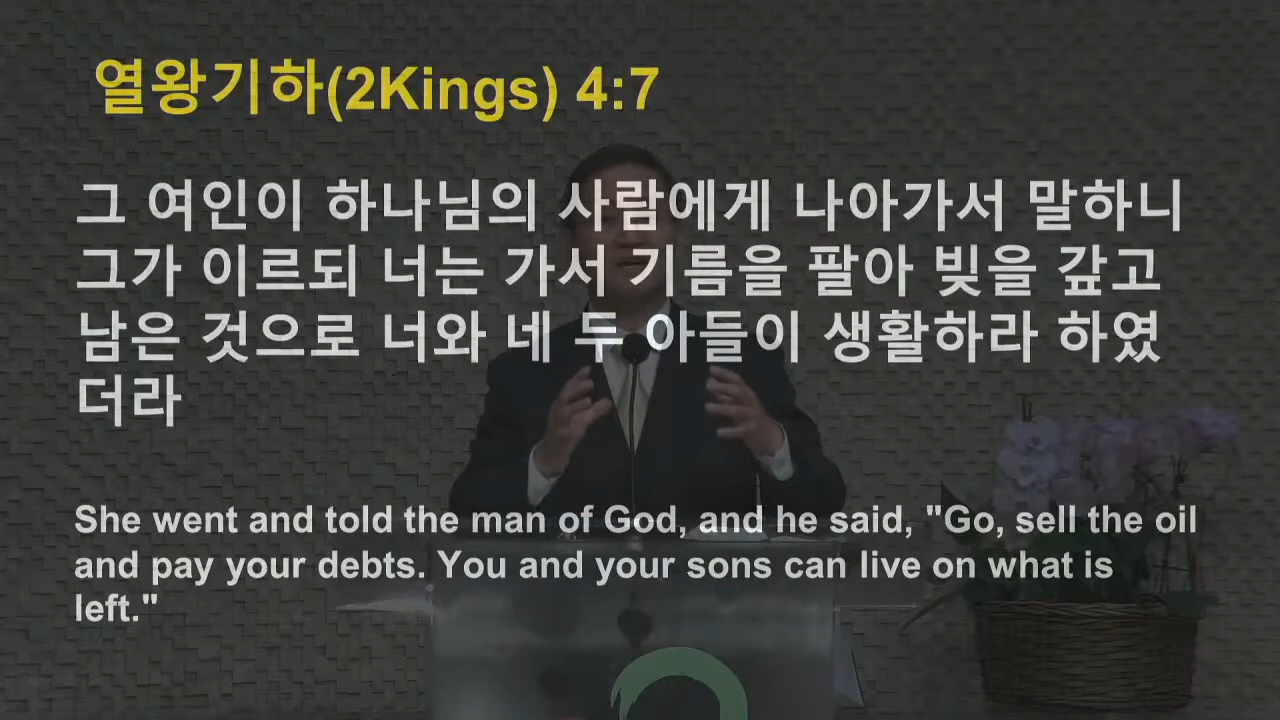 열왕기하(2Kings) 4:7
그 여인이 하나님의 사람에게 나아가서 말하니
그가 이르되 너는 가서 기름을 팔아 빚을 갚고
남은 것으로 너와 네 두 아들이 생활하라 하였
더라
She went and told the man of God, and he said, "Go, sell the oil
and pay your debts. You and your sons can live on what is
left."